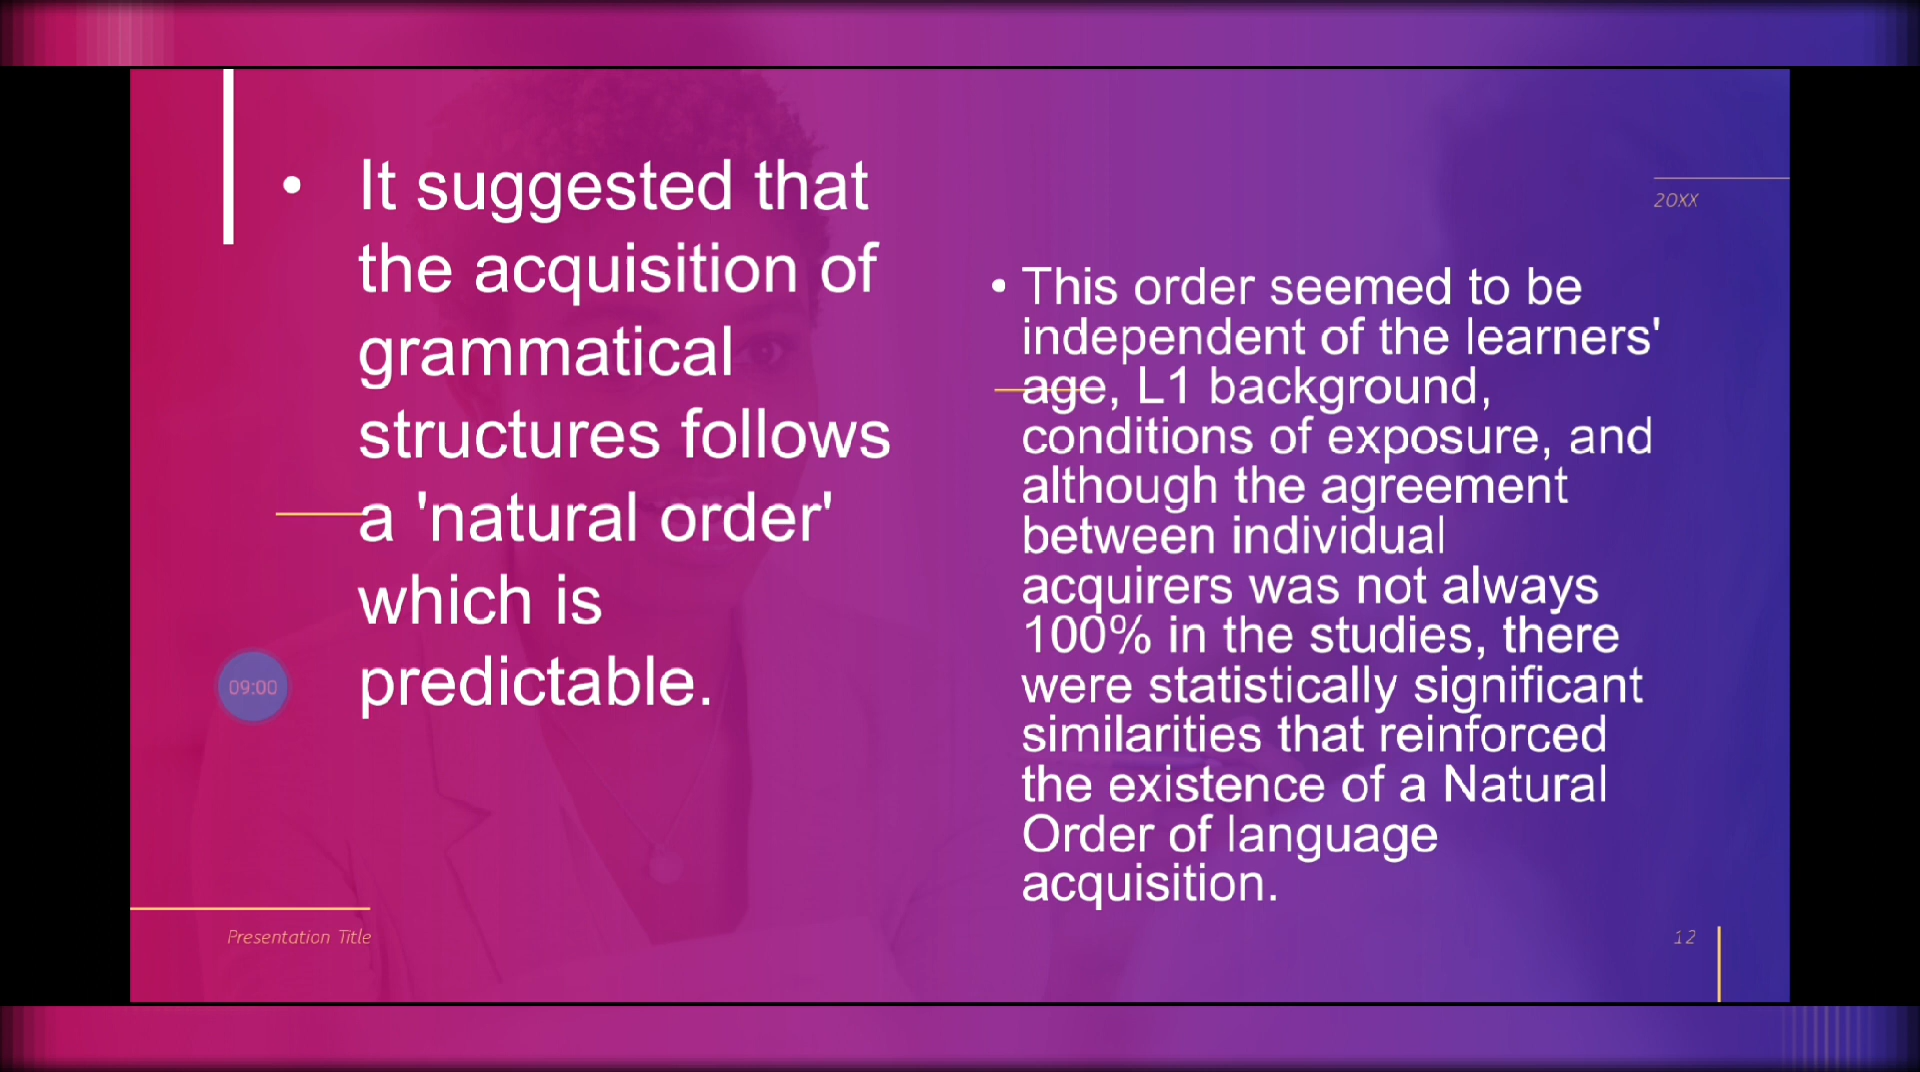 • It suggested that
the acquisition of
grammatical
structures follows
a 'natural order'
which is
predictable.
20XX
• This order seemed to be
independent of the learners'
age, L1 background,
conditions of exposure, and
although the agreement
between individual
acquirers was not always
100% in the studies, there
were statistically significant
similarities that reinforced
the existence of a Natural
Order of language
acquisition.
09:00
Presentation Title
12